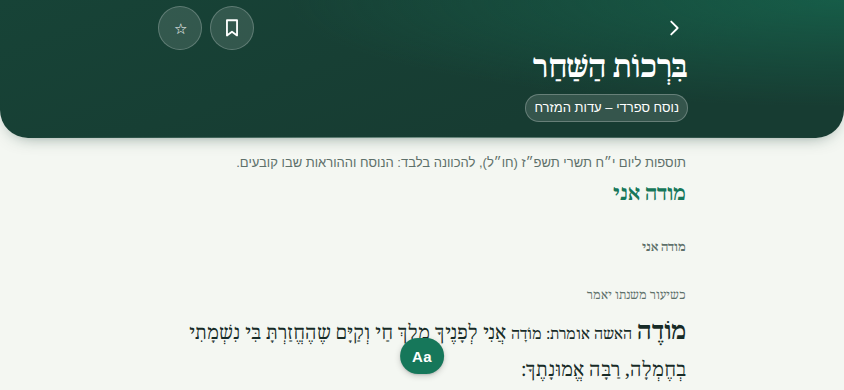 בִּרְכוֹת הַשַּׁחַר
נוסח ספרדי – עדות המזרח
תוספות ליום י״ח תשרי תשפ״ז (חו״ל), להכוונה בלבד: הנוסח וההוראות שבו קובעים.
מודה אני
מודה אני
כשיעור משנתו יאמר
מוֹדֶה האשה אומרת: מוֹדָה אֲנִי לְפָנֶיךָ מֶלֶךְ חַי וְקַיָּם שֶׁהֶחֱזַרְתָּ בִּי נִשְׁמָתִי
Aa
בְחֶמְלָה, רַבָּה אֱמוּנָתֶךָ: